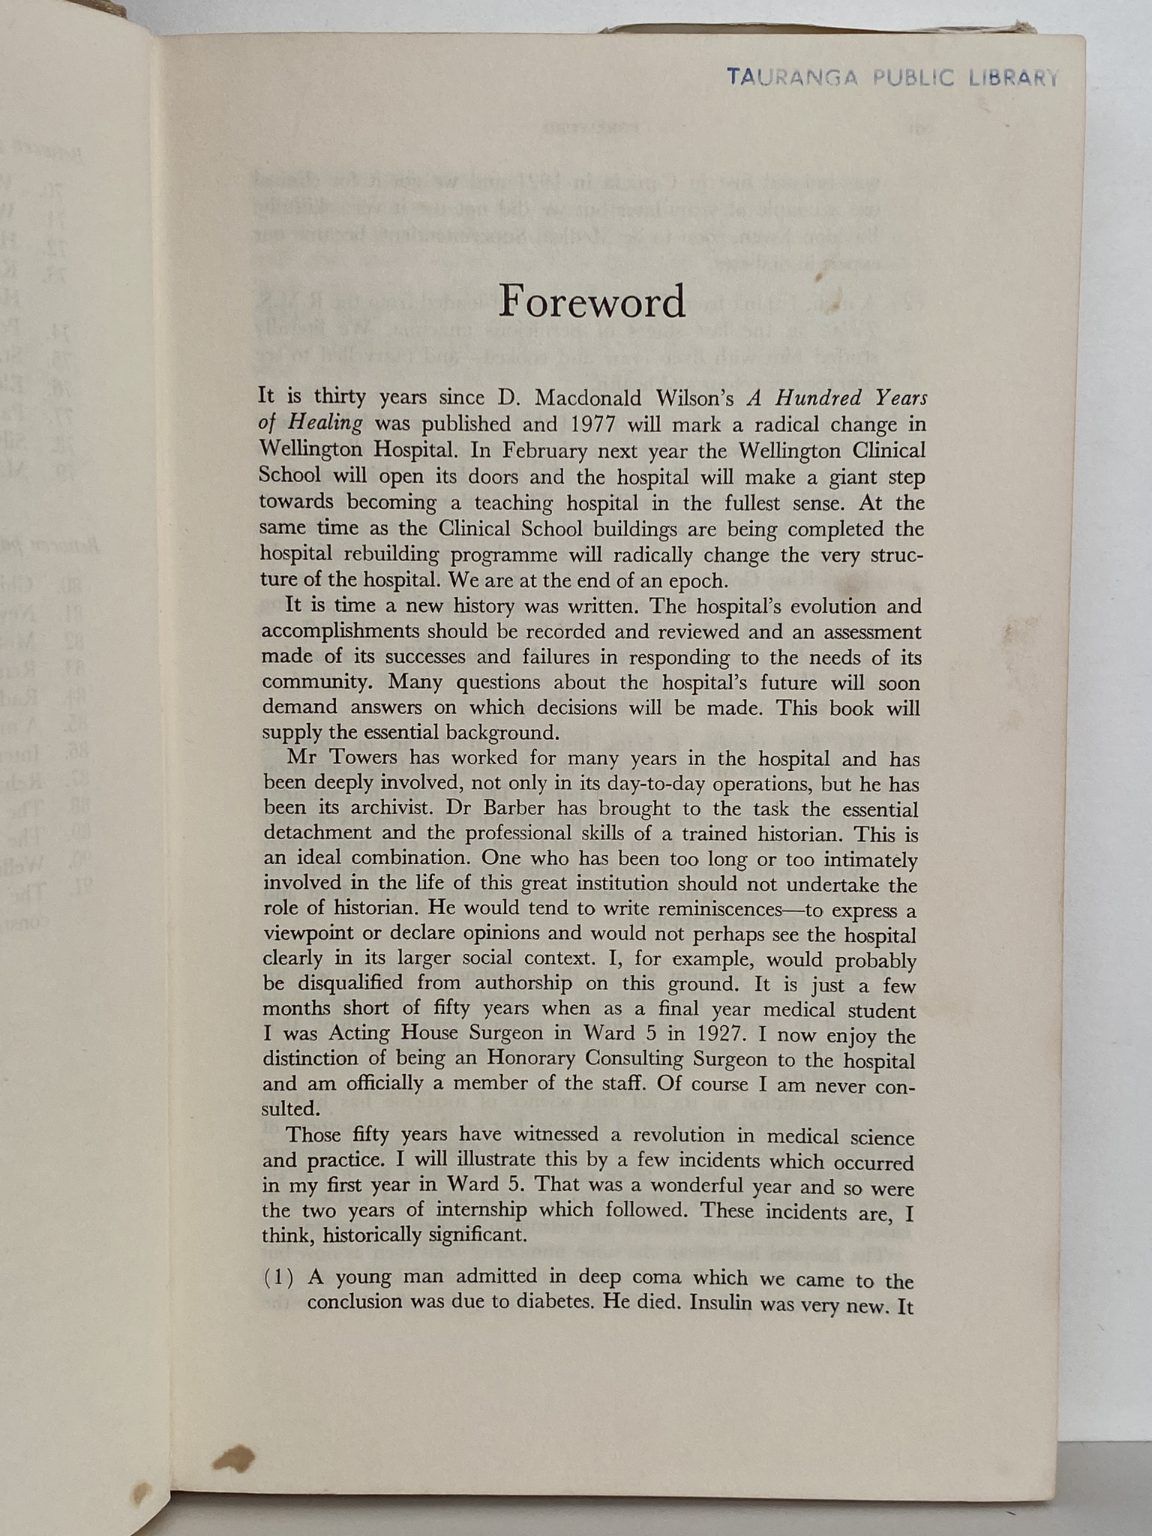 TAURANGA PUBLIC LIBRARY
Foreword
It is thirty years since D. Macdonald Wilson's A Hundred Years
of Healing was published and 1977 will mark a radical change in
Wellington Hospital. In February next year the Wellington Clinical
School will open its doors and the hospital will make a giant step
towards becoming a teaching hospital in the fullest sense. At the
same time as the Clinical School buildings are being completed the
hospital rebuilding programme will radically change the very struc-
ture of the hospital. We are at the end of an epoch.
It is time a new history was written. The hospital's evolution and
accomplishments should be recorded and reviewed and an assessment
made of its successes and failures in responding to the needs of its
community. Many questions about the hospital's future will soon
demand answers on which decisions will be made. This book will
supply the essential background.
Mr Towers has worked for many years in the hospital and has
been deeply involved, not only in its day-to-day operations, but he has
been its archivist. Dr Barber has brought to the task the essential
detachment and the professional skills of a trained historian. This is
an ideal combination. One who has been too long or too intimately
involved in the life of this great institution should not undertake the
role of historian. He would tend to write reminiscences—to express a
viewpoint or declare opinions and would not perhaps see the hospital
clearly in its larger social context. I, for example, would probably
be disqualified from authorship on this ground. It is just a few
months short of fifty years when as a final year medical student
I was Acting House Surgeon in Ward 5 in 1927. I now enjoy the
distinction of being an Honorary Consulting Surgeon to the hospital
and am officially a member of the staff. Of course I am never con-
sulted.
Those fifty years have witnessed a revolution in medical science
and practice. I will illustrate this by a few incidents which occurred
in my first year in Ward 5. That was a wonderful year and so were
the two years of internship which followed. These incidents are, I
think, historically significant.
(1) A young man admitted in deep coma which we came to the
conclusion was due to diabetes. He died. Insulin was very new. It